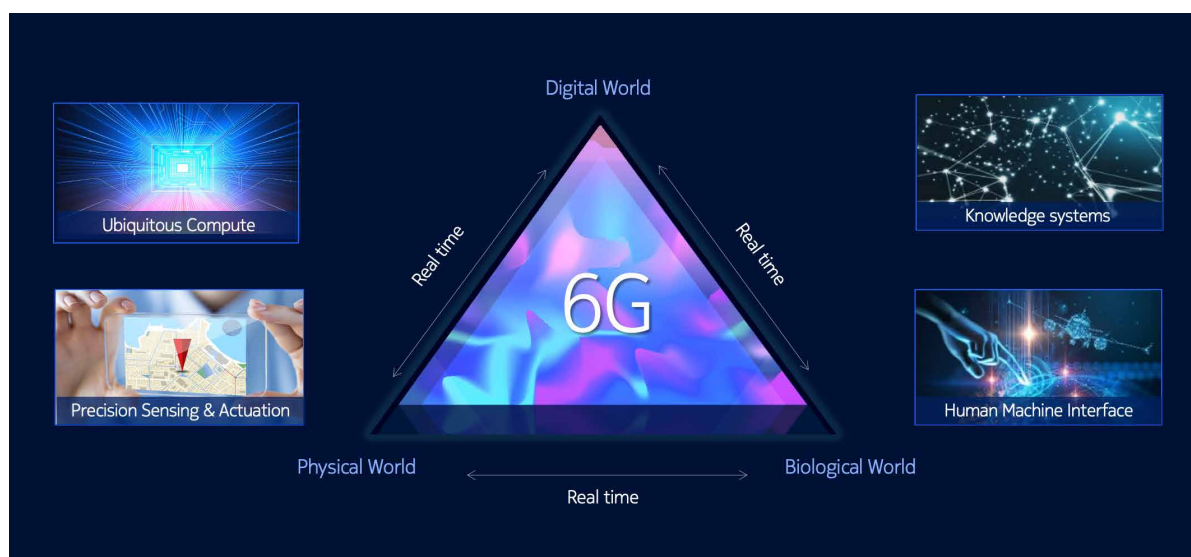 Digital World
Ubiquitous Compute
Knowledge systems
Real time
Real time
6G
Precision Sensing & Actuation
Human Machine Interface
Physical World
Biological World
Real time